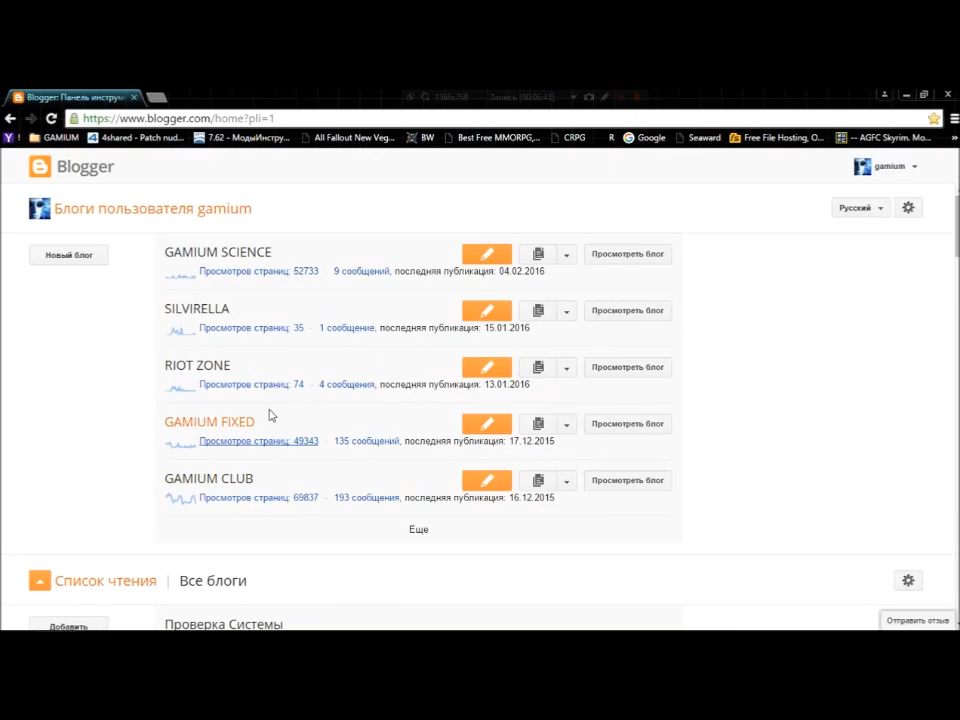 1366x768 Запись [00:06:43]
Blogger: Панель инструм
https://www.blogger.com/home?pli=1
GAMIUM 4shared - Patch nud... 7.62 - МодыИнстру... All Fallout New Veg... BW Best Free MMORPG,... CRPG R Google Seaward Free File Hosting, O... -- AGFC Skyrim. Mo... »
Blogger gamium
Блоги пользователя gamium Русский
Новый блог
GAMIUM SCIENCE Просмотреть блог
Просмотров страниц: 52733 - 9 сообщений, последняя публикация: 04.02.2016
SILVIRELLA Просмотреть блог
Просмотров страниц: 35 - 1 сообщение, последняя публикация: 15.01.2016
RIOT ZONE Просмотреть блог
Просмотров страниц: 74 - 4 сообщения, последняя публикация: 13.01.2016
GAMIUM FIXED Просмотреть блог
Просмотров страниц: 49343 - 135 сообщений, последняя публикация: 17.12.2015
GAMIUM CLUB Просмотреть блог
Просмотров страниц: 69837 - 193 сообщения, последняя публикация: 16.12.2015
Еще
Список чтения | Все блоги
Добавить
Проверка Системы
Отправить отзыв